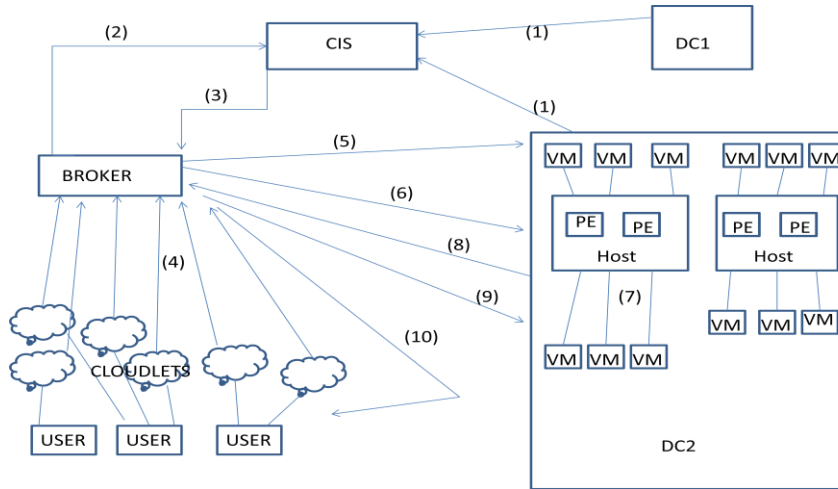 (2)
CIS
(1)
DC1
(3)
(1)
(5)
VM VM VM VM VM VM
BROKER
(6)
PE PE PE PE
Host Host
(4)
(8)
(9)
(7)
VM VM VM
(10)
VM VM VM
CLOUDLETS
USER USER USER
DC2